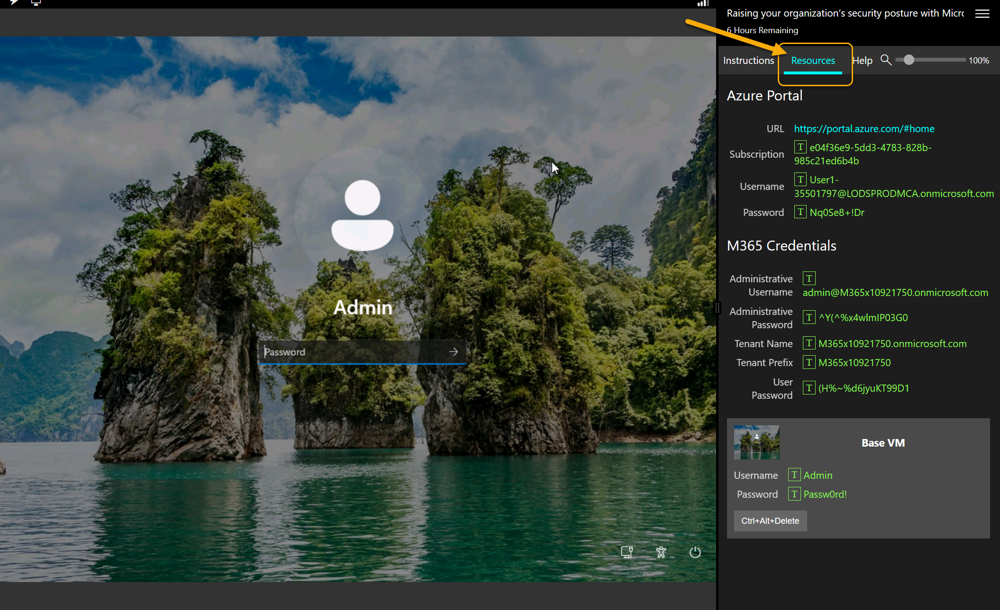 Raising your organization’s security posture with Micro
6 Hours Remaining
Instructions
Resources
Help
100%
Azure Portal
URL
https://portal.azure.com/#home
Subscription
T e04f36e9-5dd3-4783-828b-
985c21ed6b4b
Username
T User1-
35501797@LODSPRODMCA.onmicrosoft.com
Password
T Nq0Se8+!Dr
M365 Credentials
Administrative
Username
T
admin@M365x10921750.onmicrosoft.com
Administrative
Password
T ^Y(^%x4wlmIP03G0
Tenant Name
T M365x10921750.onmicrosoft.com
Tenant Prefix
T M365x10921750
User
Password
T (H%~%d6jyuKT99D1
Base VM
Username
T Admin
Password
T Passw0rd!
Ctrl+Alt+Delete
Admin
Password